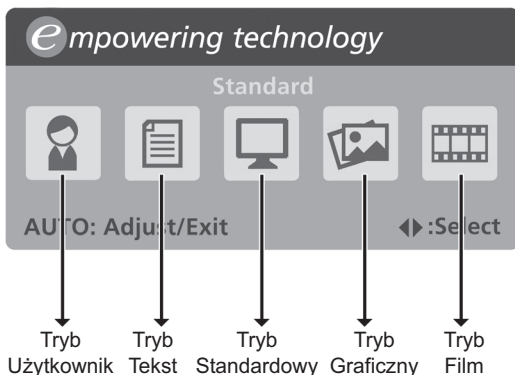 empowering technology
Standard
AUTO: Adjust/Exit
:Select
Tryb Użytkownik
Tryb Tekst
Tryb Standardowy
Tryb Graficzny
Tryb Film